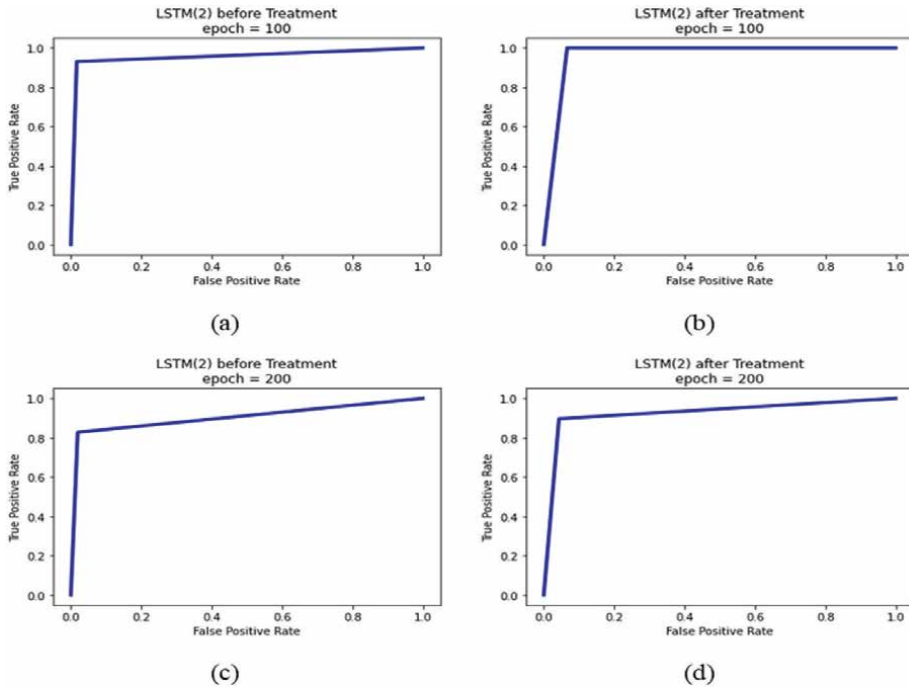 LSTM(2) before Treatment
epoch = 100
1.0
0.8
0.6
0.4
0.2
0.0
True Positive Rate
0.0 0.2 0.4 0.6 0.8 1.0
False Positive Rate
(a)
LSTM(2) after Treatment
epoch = 100
1.0
0.8
0.6
0.4
0.2
0.0
True Positive Rate
0.0 0.2 0.4 0.6 0.8 1.0
False Positive Rate
(b)
LSTM(2) before Treatment
epoch = 200
1.0
0.8
0.6
0.4
0.2
0.0
True Positive Rate
0.0 0.2 0.4 0.6 0.8 1.0
False Positive Rate
(c)
LSTM(2) after Treatment
epoch = 200
1.0
0.8
0.6
0.4
0.2
0.0
True Positive Rate
0.0 0.2 0.4 0.6 0.8 1.0
False Positive Rate
(d)